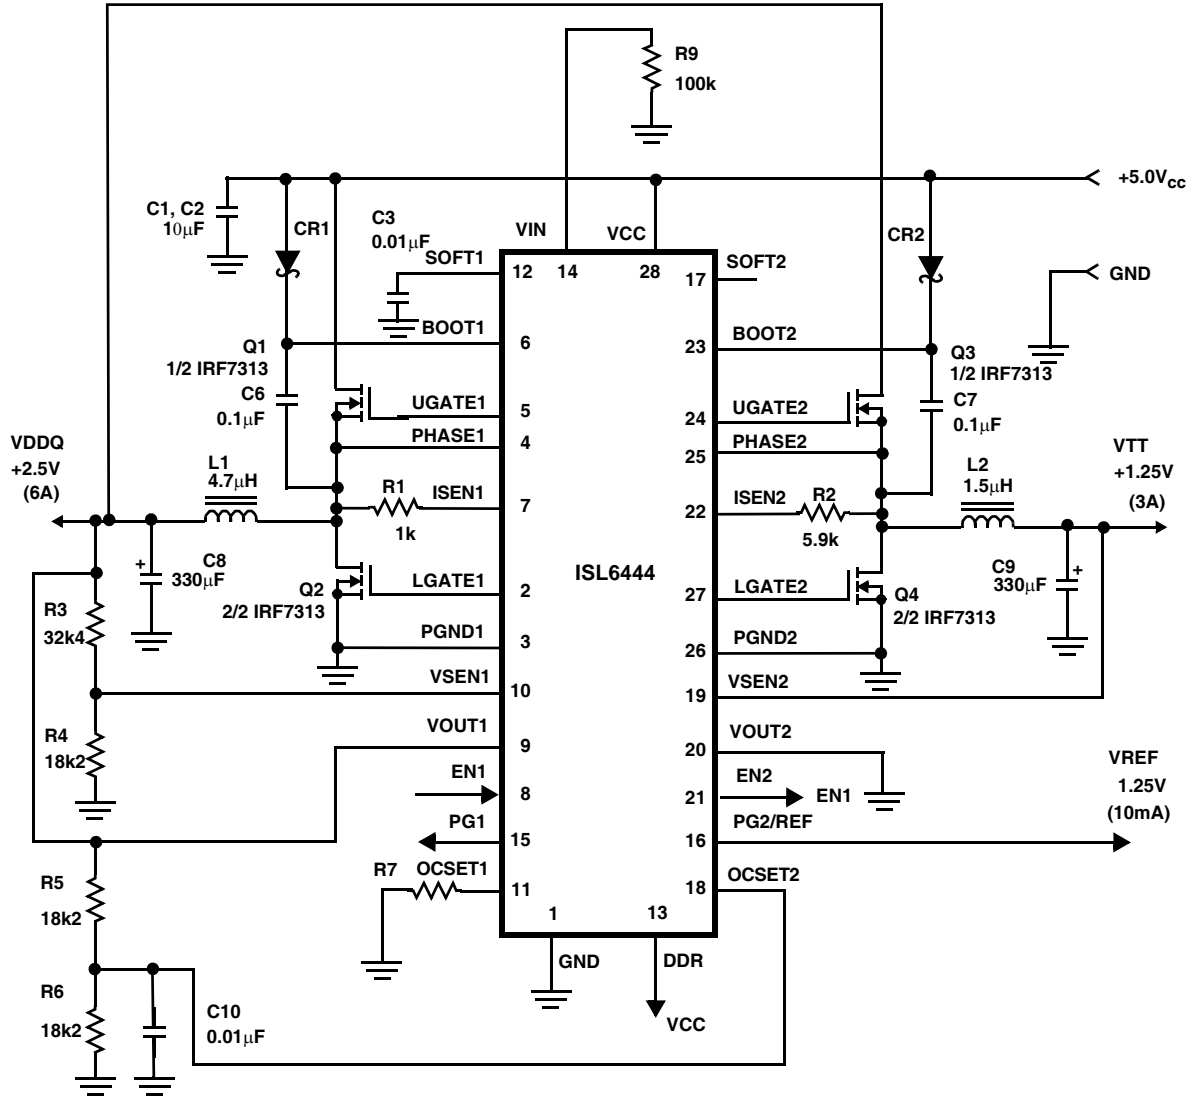 R9
100k
+5.0Vcc
C1, C2
10µF
CR1
C3
0.01µF
VIN
VCC
CR2
SOFT1
12
14
28
17
SOFT2
GND
BOOT1
6
23
BOOT2
Q1
1/2 IRF7313
Q3
1/2 IRF7313
C6
0.1µF
C7
0.1µF
UGATE1
5
24
UGATE2
PHASE1
4
25
PHASE2
VDDQ
+2.5V
(6A)
L1
4.7µH
R1
1k
ISEN1
7
22
ISEN2
R2
5.9k
L2
1.5µH
VTT
+1.25V
(3A)
ISL6444
C8
330µF
+
Q2
2/2 IRF7313
LGATE1
2
27
LGATE2
Q4
2/2 IRF7313
C9
330µF
+
R3
32k4
PGND1
3
26
PGND2
VSEN1
10
19
VSEN2
R4
18k2
VOUT1
9
20
VOUT2
EN1
8
21
EN2
EN1
VREF
1.25V
(10mA)
PG1
15
16
PG2/REF
R7
OCSET1
11
18
OCSET2
R5
18k2
1
13
GND
DDR
VCC
R6
18k2
C10
0.01µF